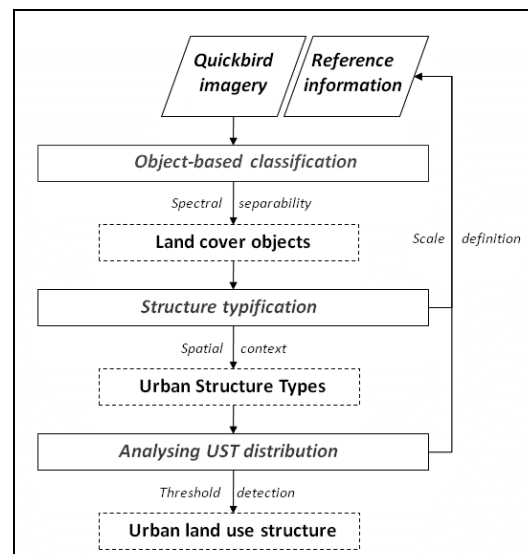 Quickbird imagery
Reference information
Object-based classification
Spectral separability
Land cover objects
Scale definition
Structure typification
Spatial context
Urban Structure Types
Analysing UST distribution
Threshold detection
Urban land use structure